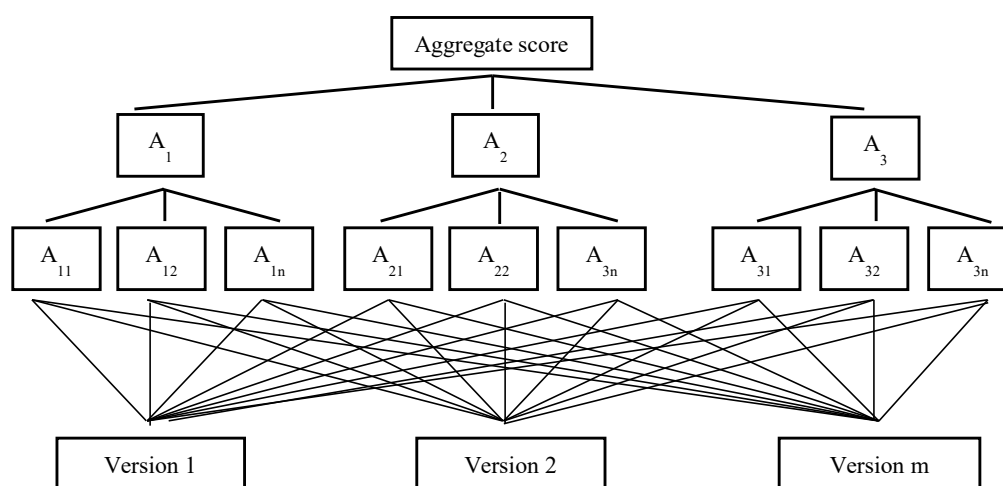 Aggregate score
A1
A2
A3
A11
A12
A1n
A21
A22
A3n
A31
A32
A3n
Version 1
Version 2
Version m